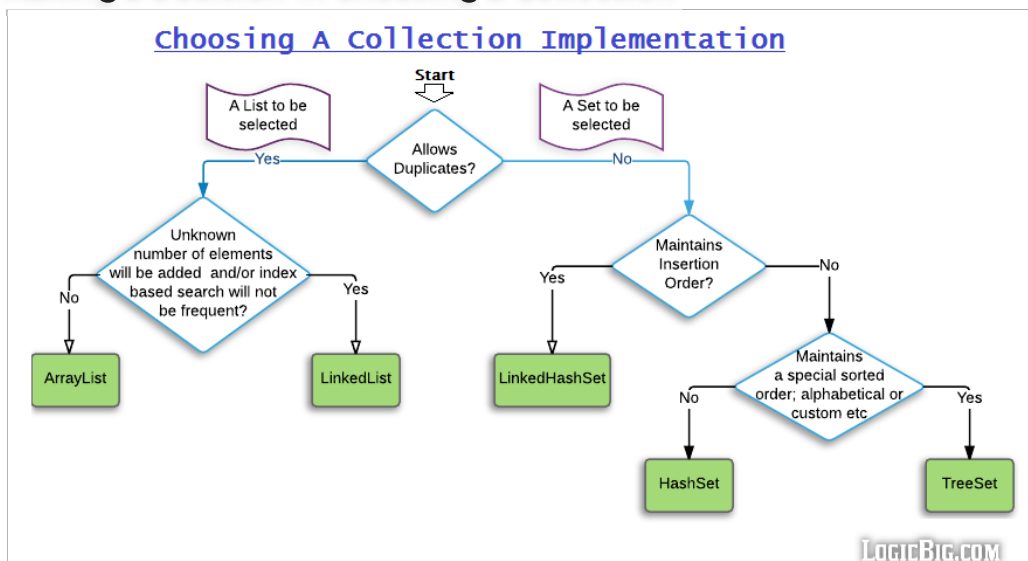 Choosing A Collection Implementation
Start
A List to be
selected
A Set to be
selected
Allows
Duplicates?
Yes
No
Unknown
number of elements
will be added and/or index
based search will not
be frequent?
Maintains
Insertion
Order?
No
Yes
Yes
No
ArrayList
LinkedList
LinkedHashSet
Maintains
a special sorted
order; alphabetical or
custom etc
No
Yes
HashSet
TreeSet
LogicBig.com